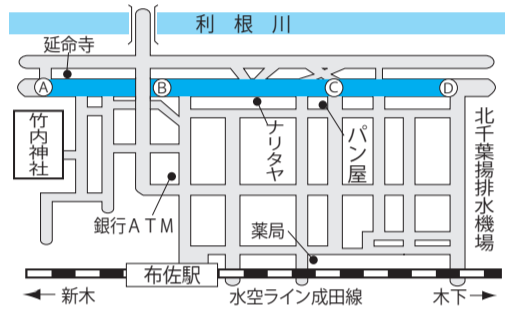 利根川
延命寺
A
B
C
D
竹内神社
ナリタヤ
パン屋
北千葉揚排水機場
銀行ATM
薬局
布佐駅
← 新木
水空ライン成田線
木下 →